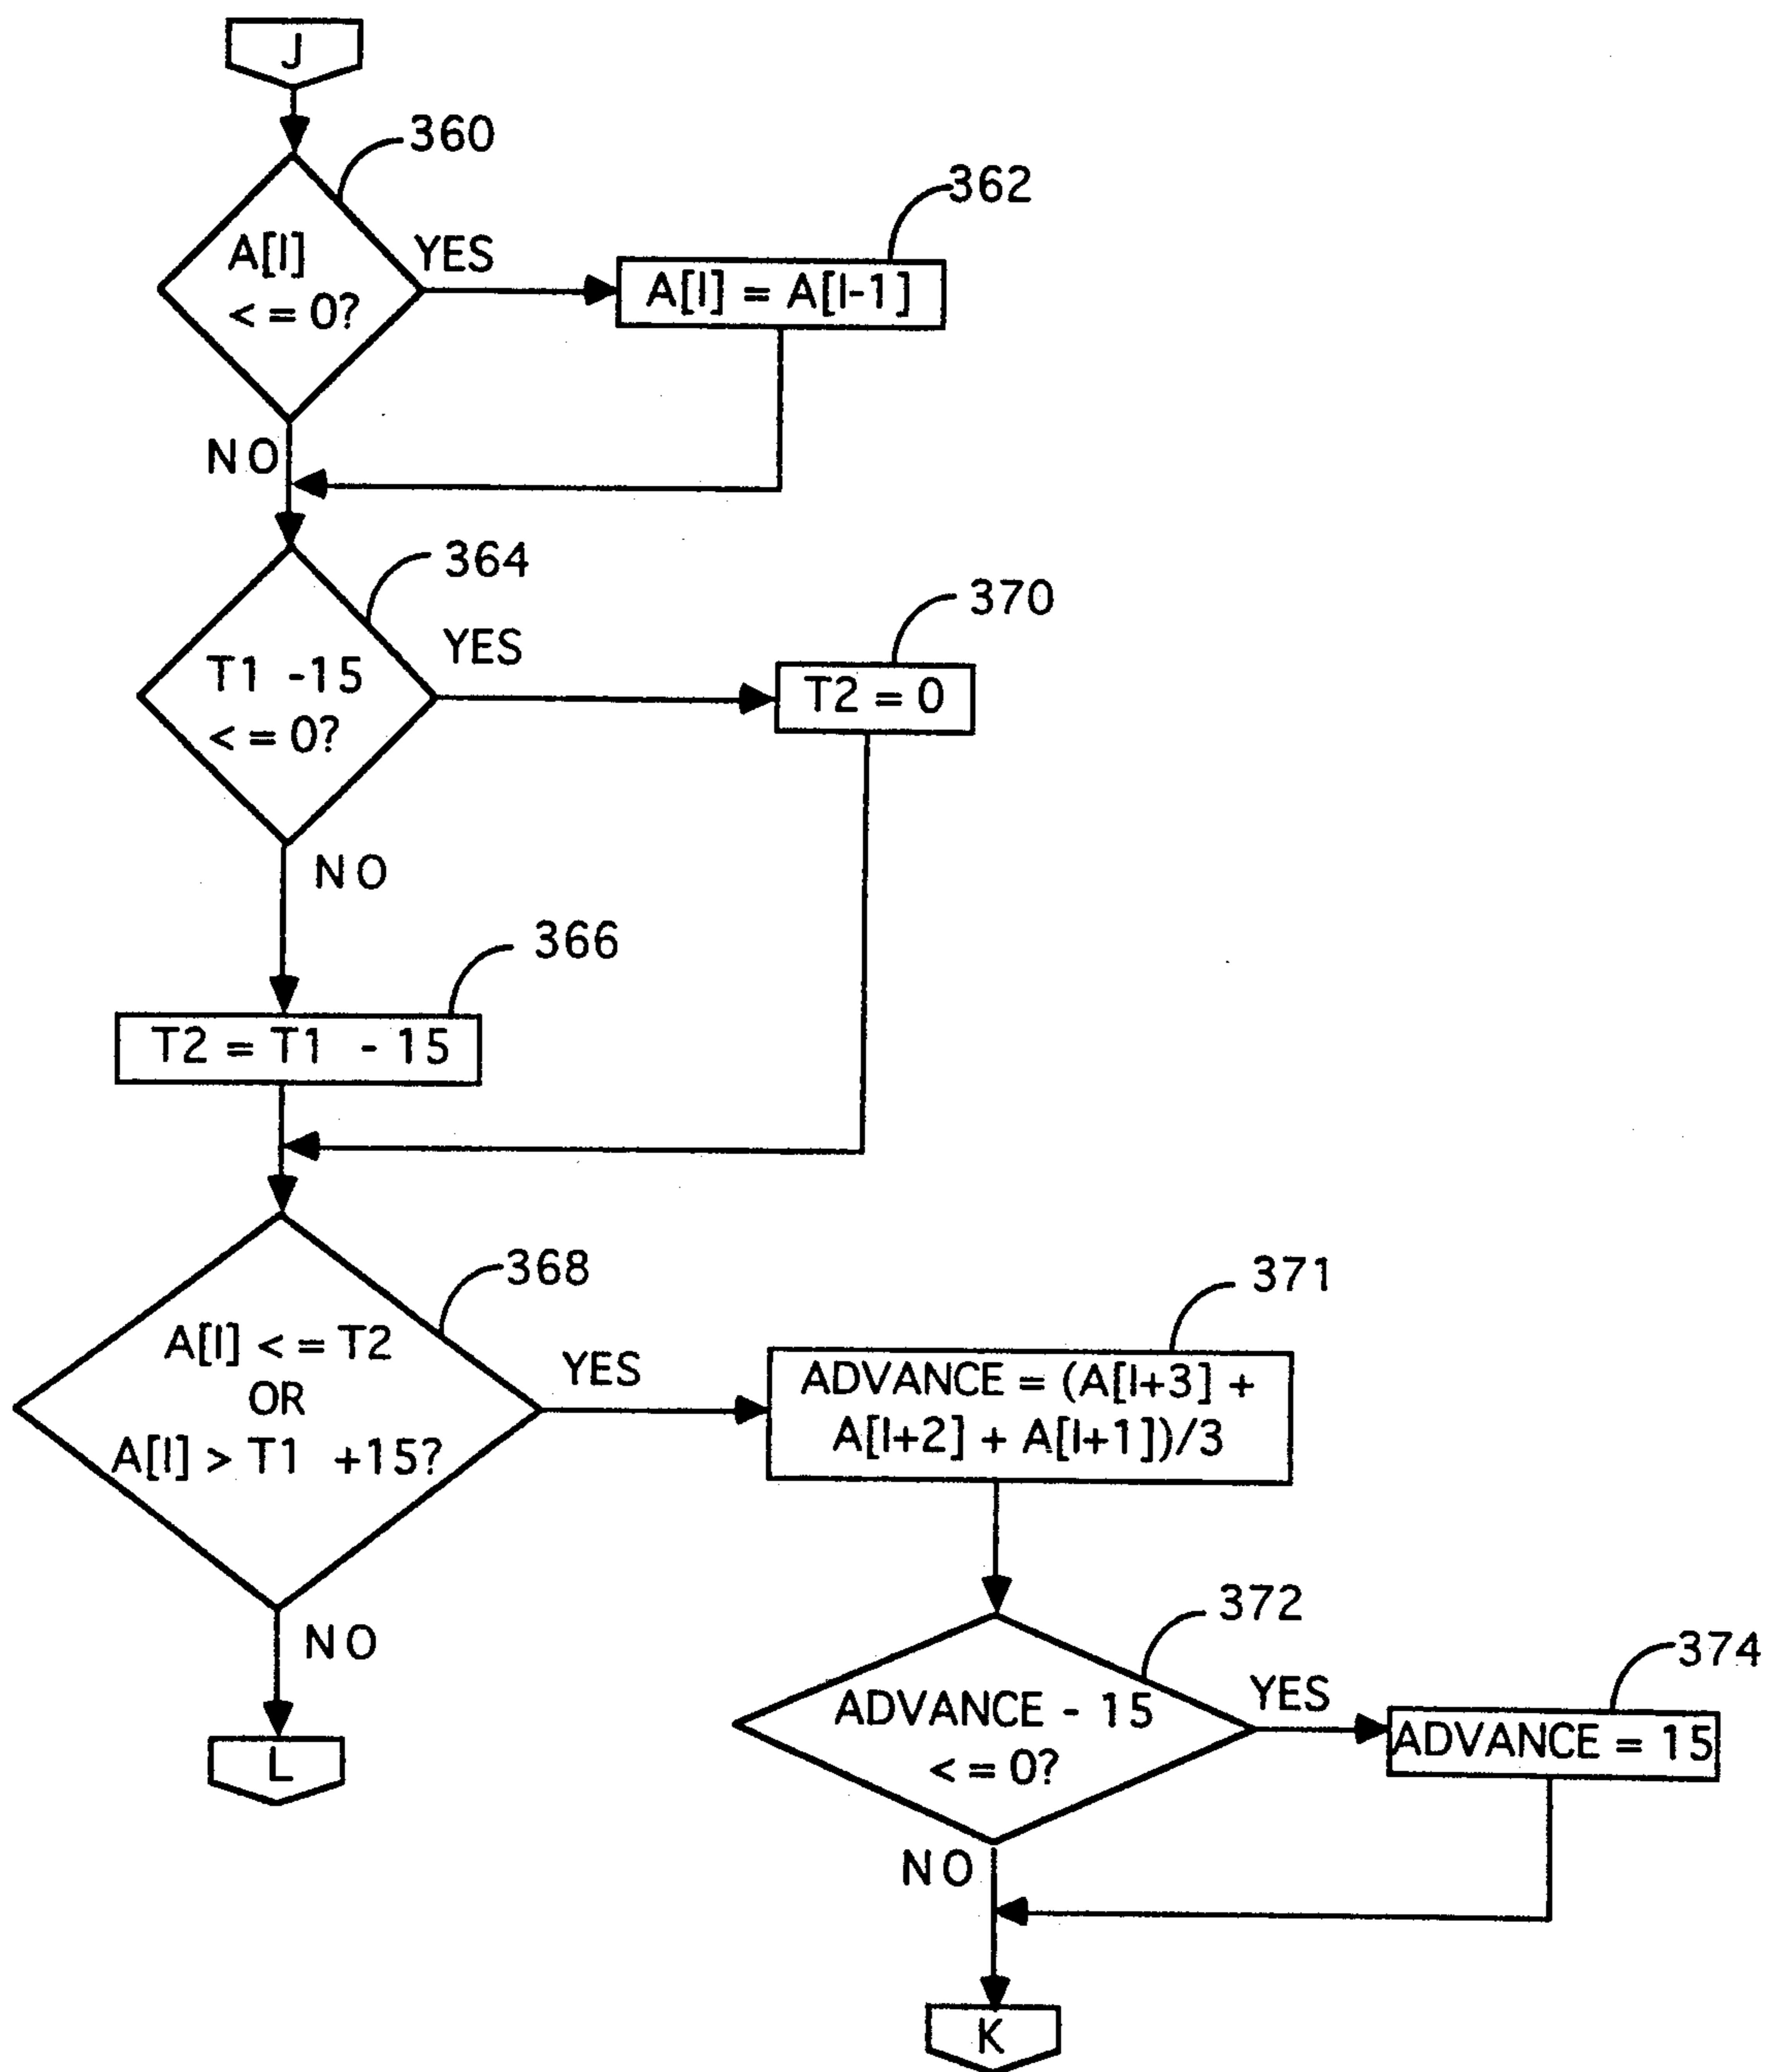 J
360
362
A[I]
< = 0?
YES
A[I] = A[I-1]
NO
364
370
T1 -15
< = 0?
YES
T2 = 0
NO
366
T2 = T1 - 15
368
371
A[I] < = T2
OR
A[I] > T1 +15?
YES
ADVANCE = (A[I+3] +
A[I+2] + A[I+1])/3
NO
372
374
ADVANCE - 15
< = 0?
YES
ADVANCE = 15
L
NO
K